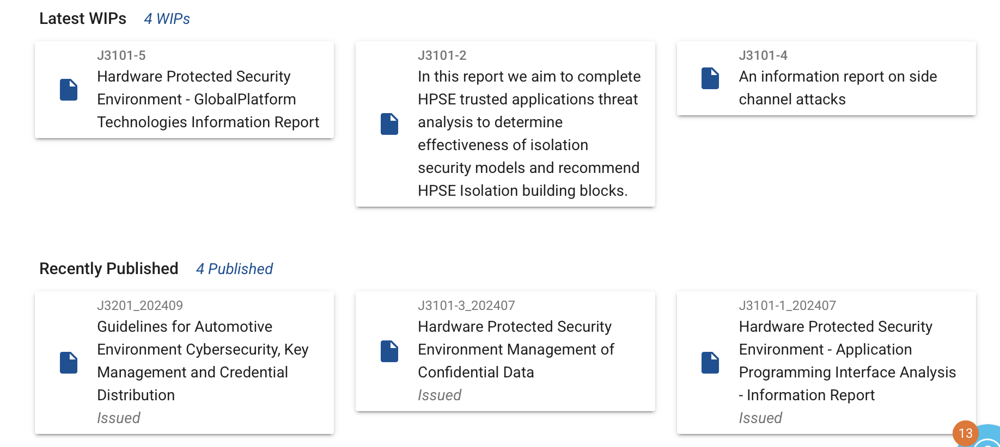 Latest WIPs 4 WIPs
J3101-5
Hardware Protected Security
Environment - GlobalPlatform
Technologies Information Report
J3101-2
In this report we aim to complete
HPSE trusted applications threat
analysis to determine
effectiveness of isolation
security models and recommend
HPSE Isolation building blocks.
J3101-4
An information report on side
channel attacks
Recently Published 4 Published
J3201_202409
Guidelines for Automotive
Environment Cybersecurity, Key
Management and Credential
Distribution
Issued
J3101-3_202407
Hardware Protected Security
Environment Management of
Confidential Data
Issued
J3101-1_202407
Hardware Protected Security
Environment - Application
Programming Interface Analysis
- Information Report
Issued
13